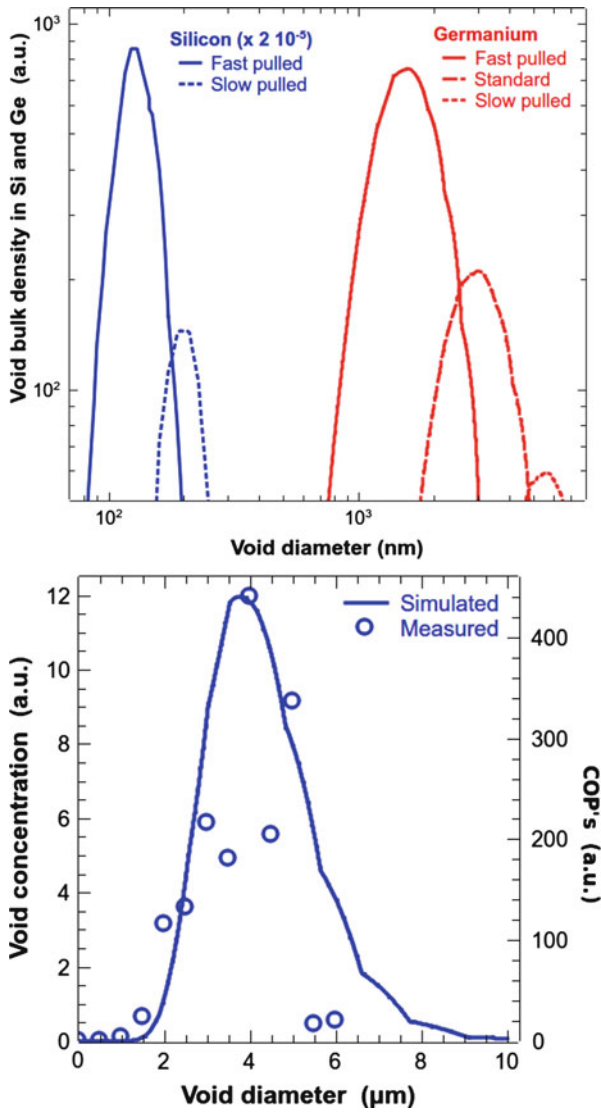 10³
Silicon (x 2 10⁻⁵)
Fast pulled
Slow pulled
Germanium
Fast pulled
Standard
Slow pulled
Void bulk density in Si and Ge (a.u.)
10²
10²
10³
Void diameter (nm)
12
10
8
6
4
2
0
Void concentration (a.u.)
Simulated
Measured
400
300
200
100
0
COP's (a.u.)
0
2
4
6
8
10
Void diameter (µm)